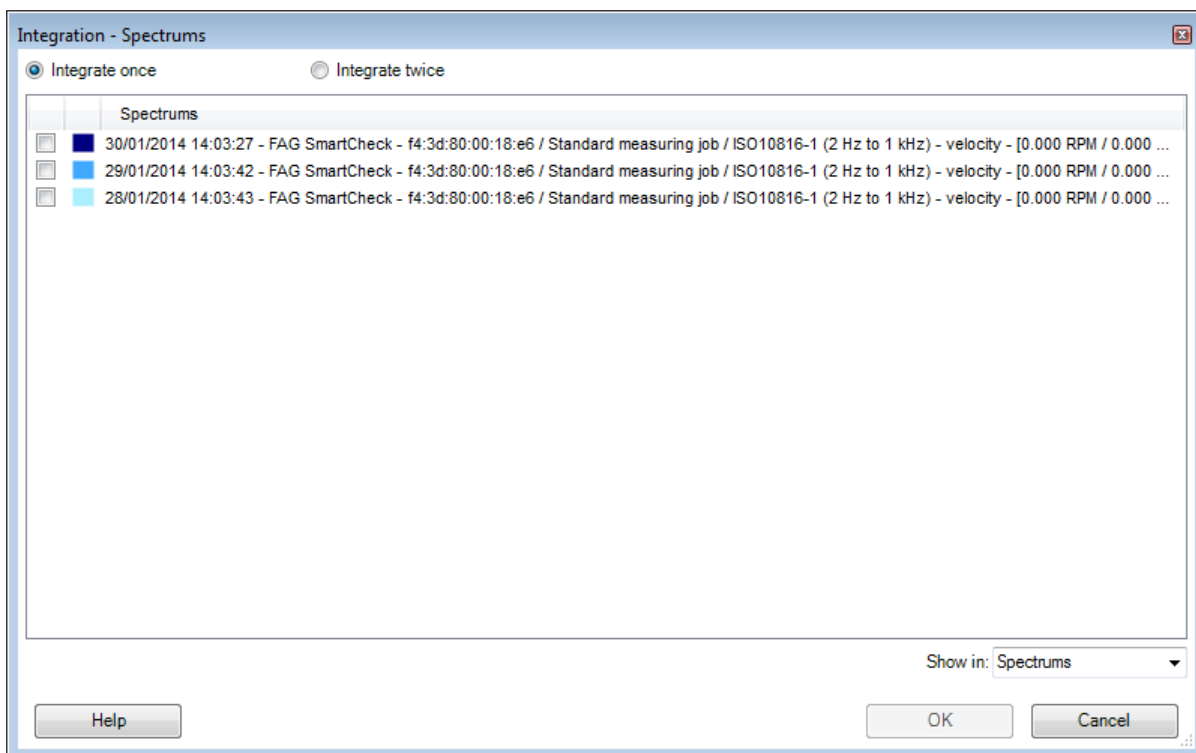 Integration - Spectrums
Integrate once Integrate twice
Spectrums
30/01/2014 14:03:27 - FAG SmartCheck - f4:3d:80:00:18:e6 / Standard measuring job / ISO10816-1 (2 Hz to 1 kHz) - velocity - [0.000 RPM / 0.000 ...
29/01/2014 14:03:42 - FAG SmartCheck - f4:3d:80:00:18:e6 / Standard measuring job / ISO10816-1 (2 Hz to 1 kHz) - velocity - [0.000 RPM / 0.000 ...
28/01/2014 14:03:43 - FAG SmartCheck - f4:3d:80:00:18:e6 / Standard measuring job / ISO10816-1 (2 Hz to 1 kHz) - velocity - [0.000 RPM / 0.000 ...
Show in: Spectrums
Help OK Cancel